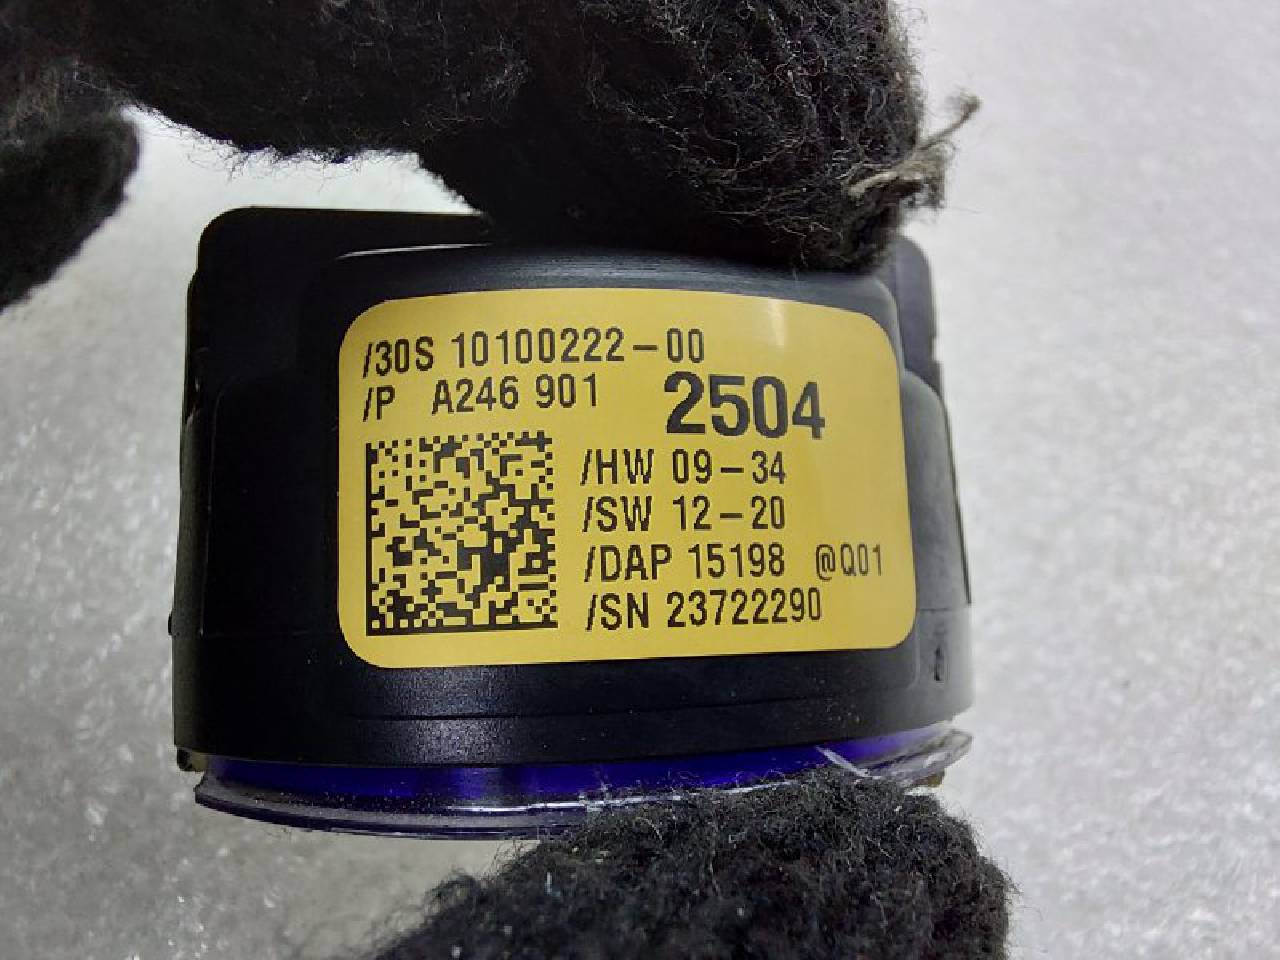 /30S 10100222-00
/P A246 901 2504
/HW 09-34
/SW 12-20
/DAP 15198 @Q01
/SN 23722290